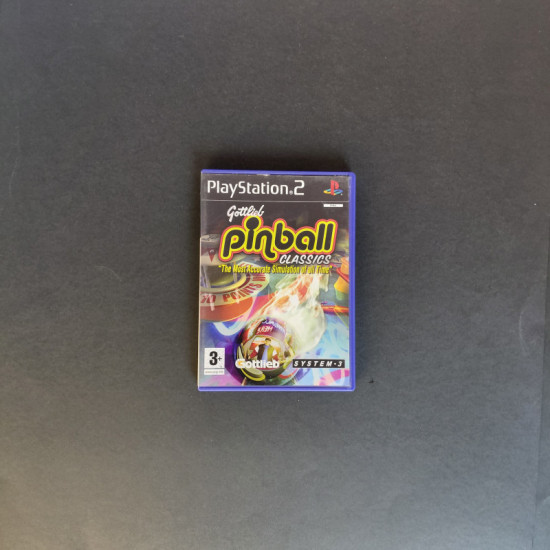 PlayStation.2
Gottlieb
pinball
CLASSICS
"The Most Accurate Simulation of all Time"
3+
Gottlieb
SYSTEM·3